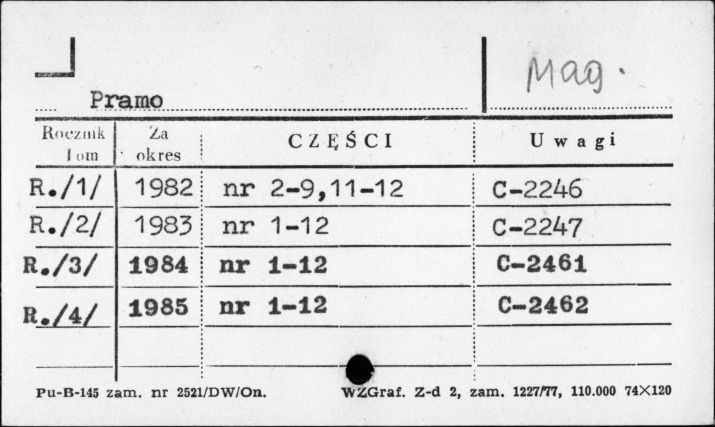 Mag.
Pramo
Rocznik Tom | Za okres | CZĘŚCI | Uwagi
R./1/ | 1982 | nr 2-9,11-12 | C-2246
R./2/ | 1983 | nr 1-12 | C-2247
R./3/ | 1984 | nr 1-12 | C-2461
R./4/ | 1985 | nr 1-12 | C-2462
Pu-B-145 zam. nr 2521/DW/On. WZGraf. Z-d 2, zam. 1227/77, 110.000 74×120